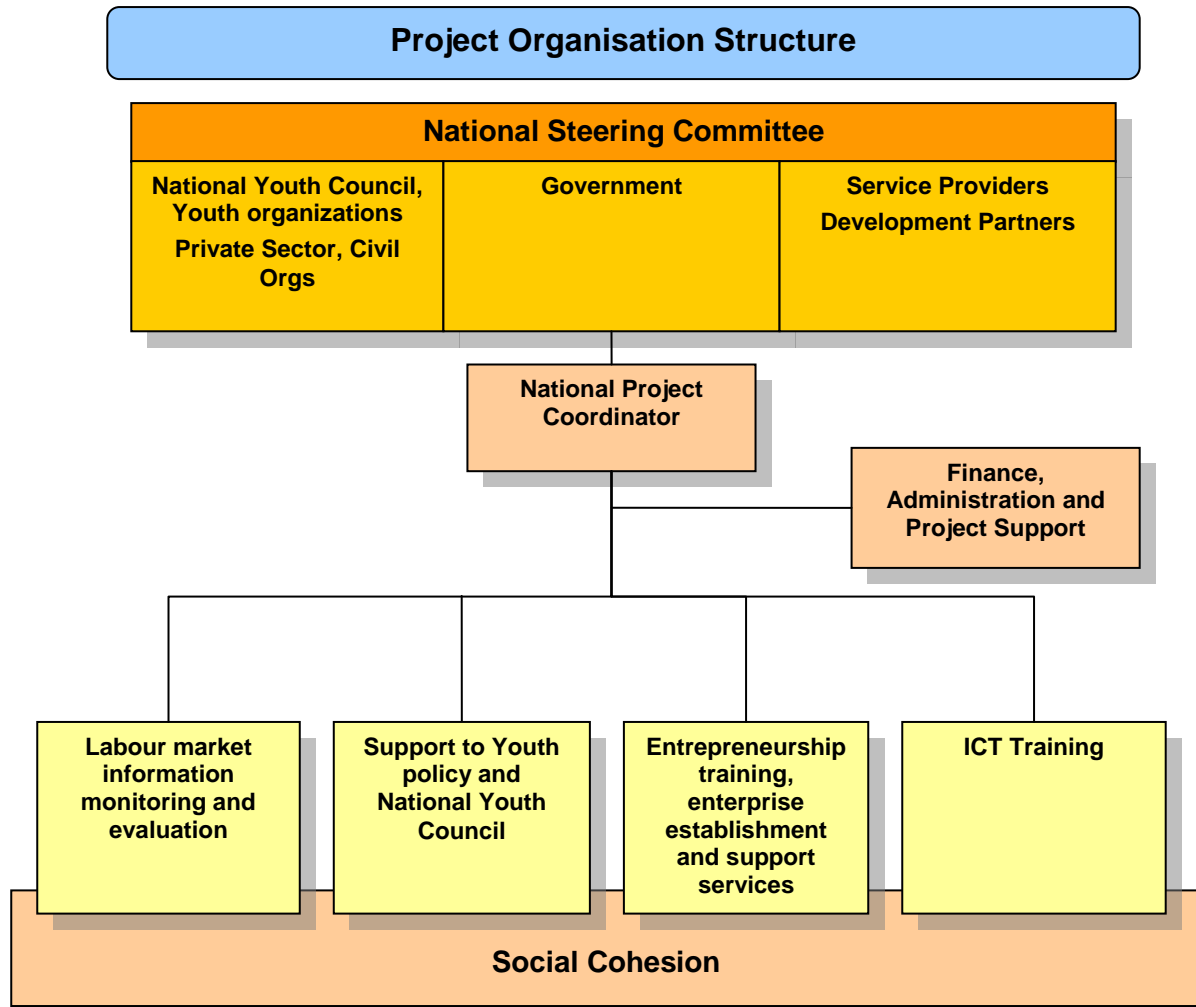 Project Organisation Structure
National Steering Committee
National Youth Council,
Youth organizations
Private Sector, Civil
Orgs
Government
Service Providers
Development Partners
National Project
Coordinator
Finance,
Administration and
Project Support
Labour market
information
monitoring and
evaluation
Support to Youth
policy and
National Youth
Council
Entrepreneurship
training,
enterprise
establishment
and support
services
ICT Training
Social Cohesion